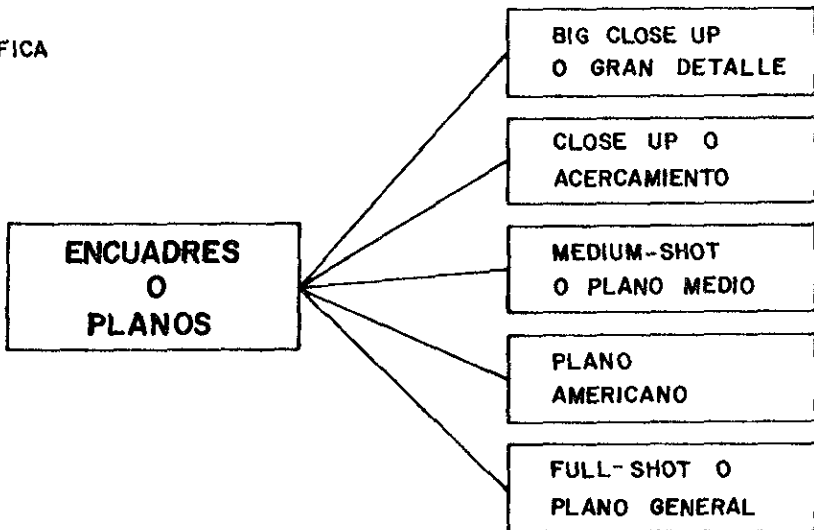 FICA
BIG CLOSE UP
O GRAN DETALLE
CLOSE UP O
ACERCAMIENTO
ENCUADRES
O
PLANOS
MEDIUM-SHOT
O PLANO MEDIO
PLANO
AMERICANO
FULL-SHOT O
PLANO GENERAL